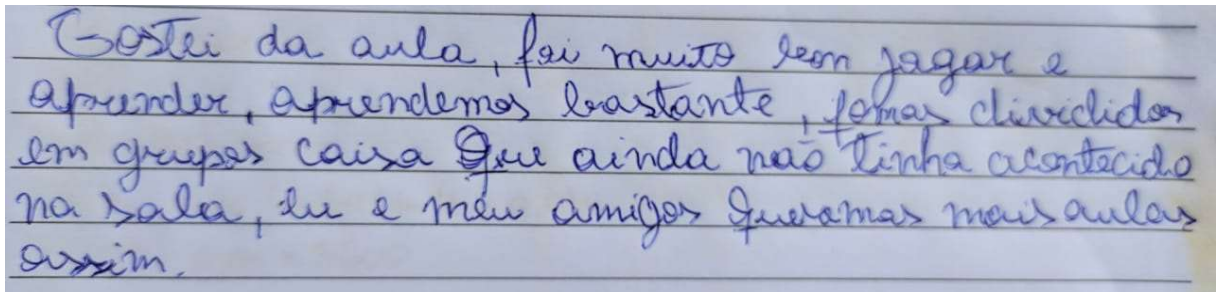 Gostei da aula, foi muito bom jogar e
aprender, aprendemos bastante, fomos divididos
em grupos coisa que ainda não tinha acontecido
na sala, eu e meu amigos queramos mais aulas
assim.